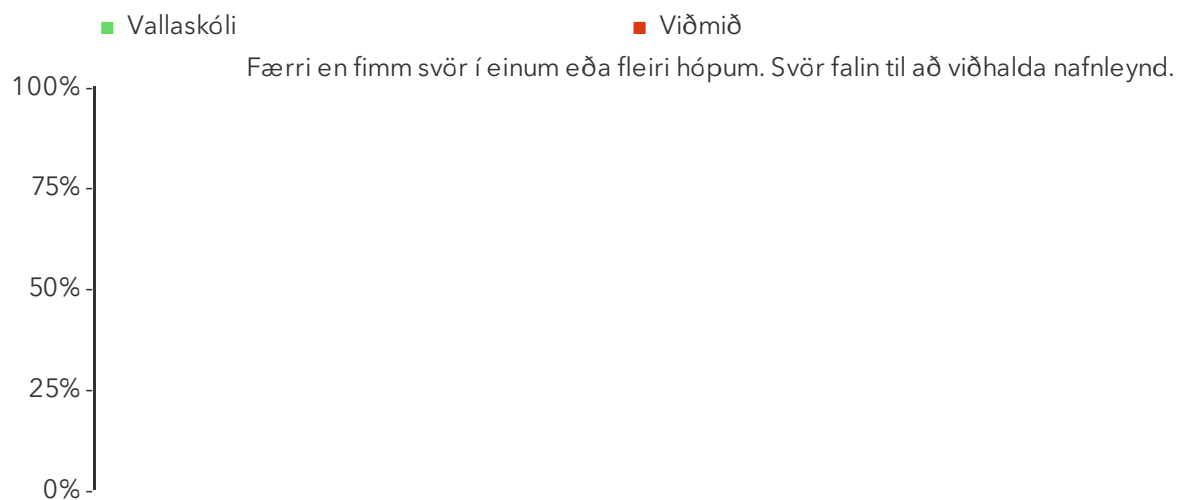 Vallaskóli
Viðmið
Færri en fimm svör í einum eða fleiri hópum. Svör falin til að viðhalda nafnleynd.
100%
75%
50%
25%
0%